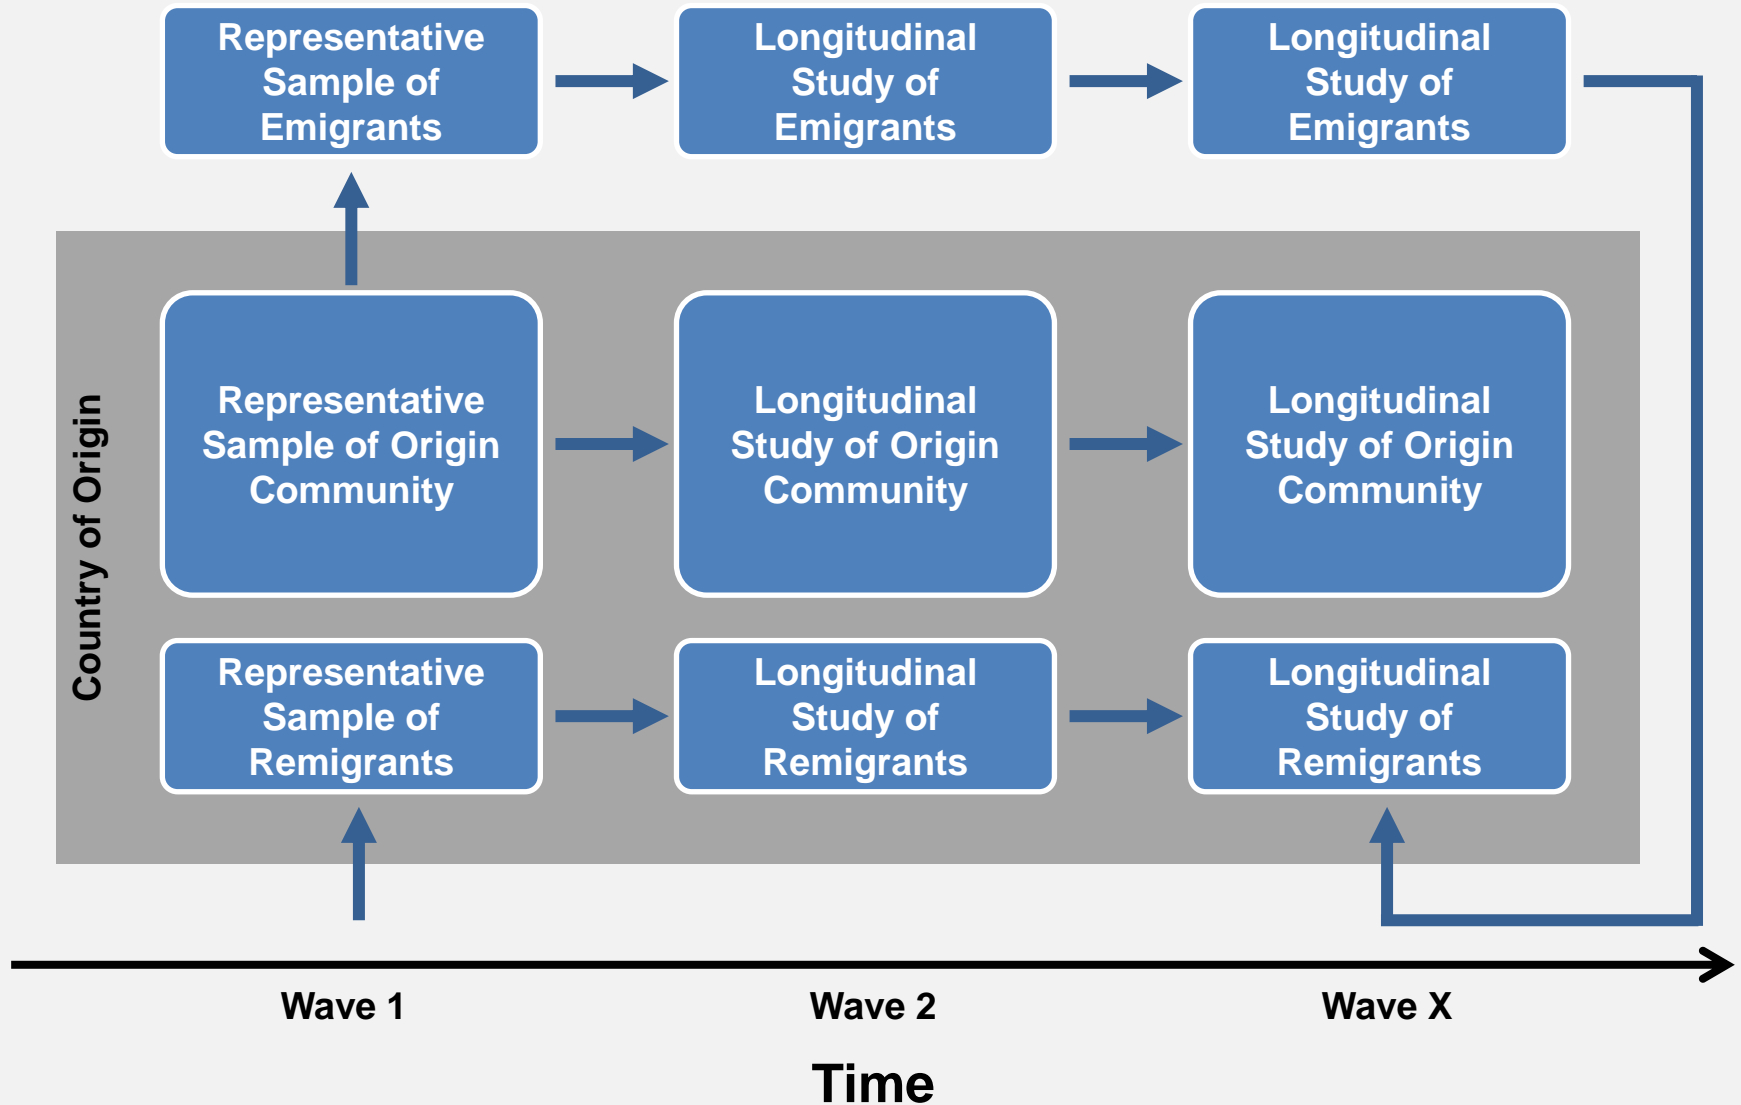 Representative
Sample of
Emigrants
Longitudinal
Study of
Emigrants
Longitudinal
Study of
Emigrants
Country of Origin
Representative
Sample of Origin
Community
Longitudinal
Study of Origin
Community
Longitudinal
Study of Origin
Community
Representative
Sample of
Remigrants
Longitudinal
Study of
Remigrants
Longitudinal
Study of
Remigrants
Wave 1
Wave 2
Wave X
Time